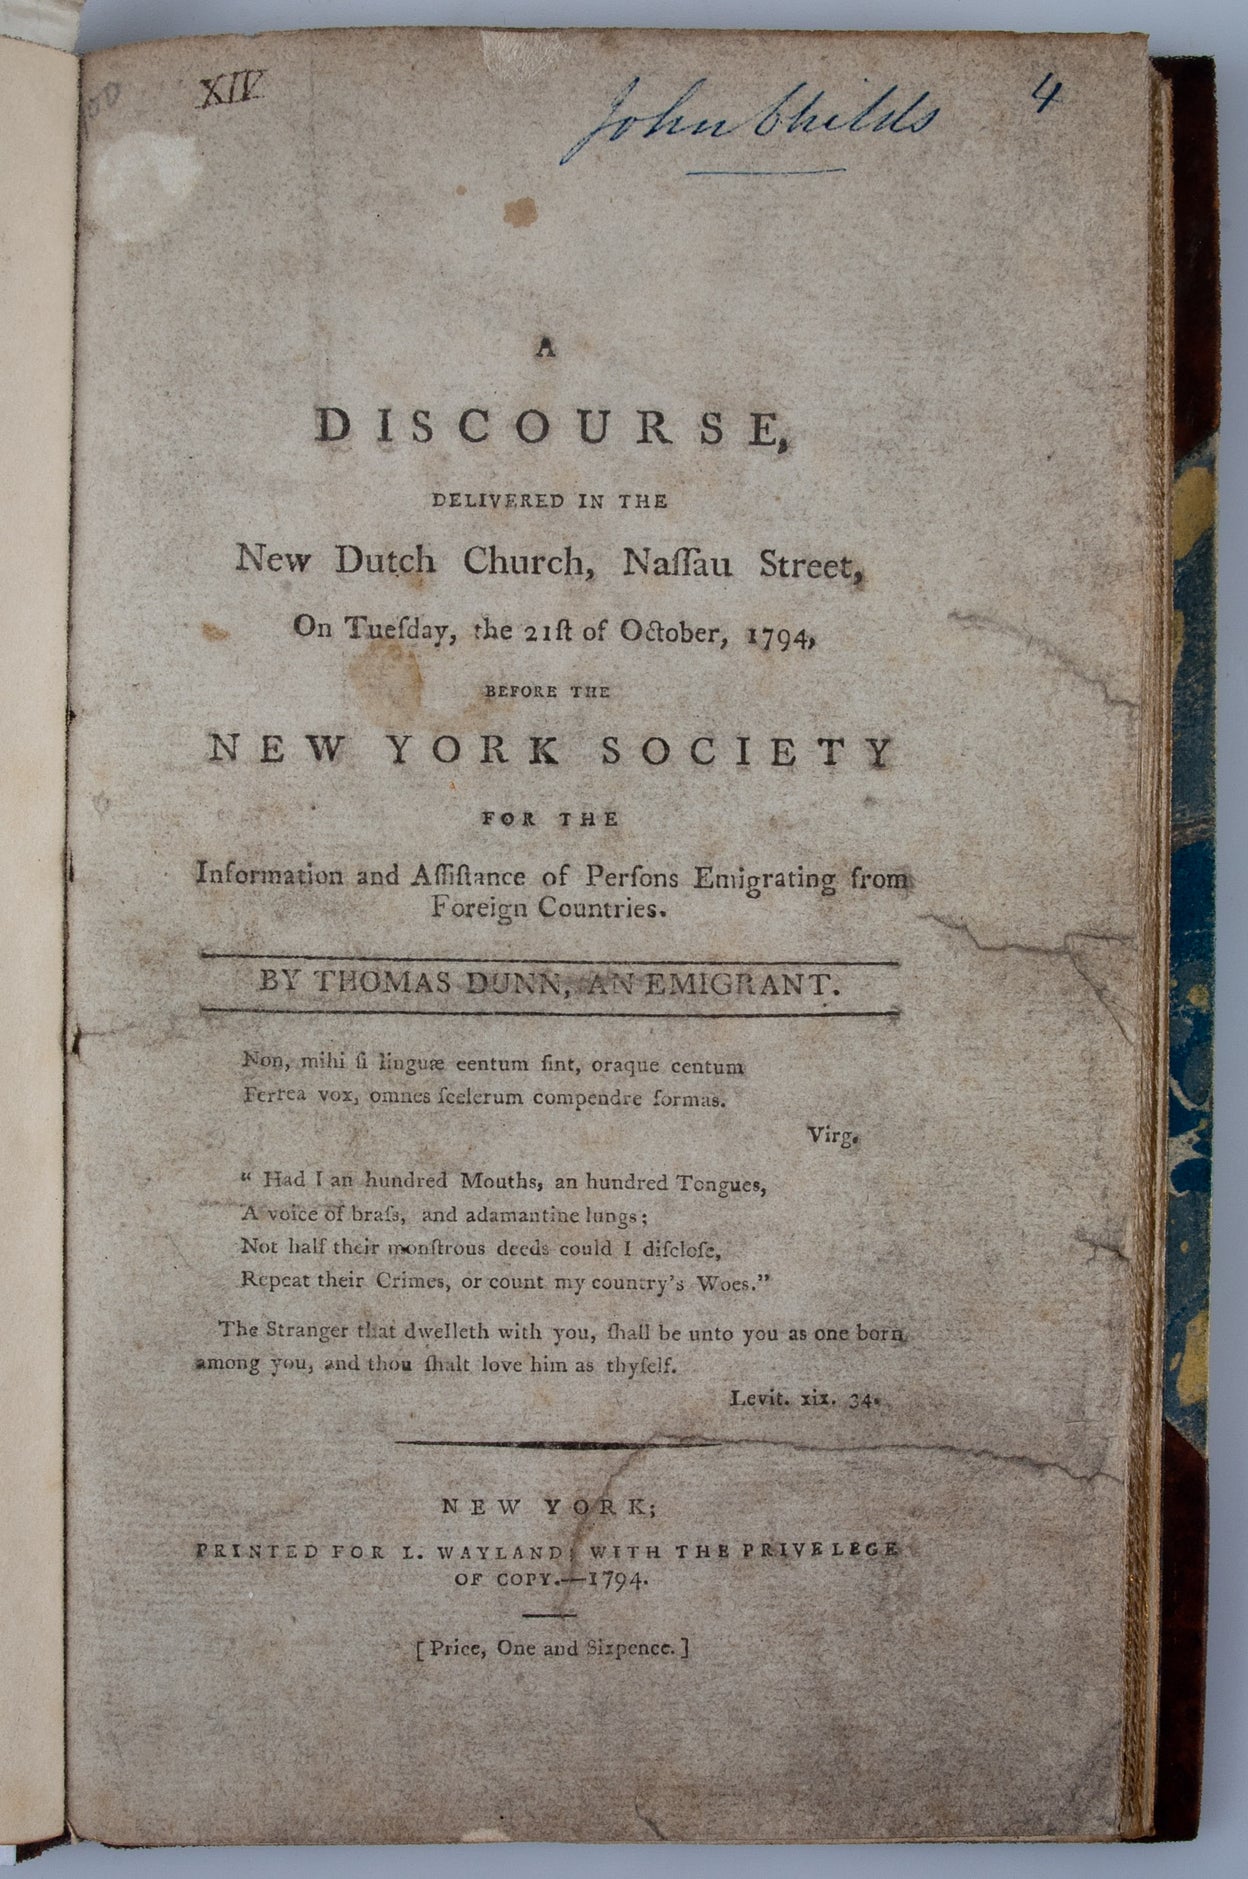 XIV
John Childs
4
A
DISCOURSE,
DELIVERED IN THE
New Dutch Church, Naſſau Street,
On Tueſday, the 21ſt of October, 1794,
BEFORE THE
NEW YORK SOCIETY
FOR THE
Information and Aſſiſtance of Perſons Emigrating from
Foreign Countries.
BY THOMAS DUNN, AN EMIGRANT.
Non, mihi ſi linguæ centum ſint, oraque centum
Ferrea vox, omnes ſcelerum compendre formas.
Virg.
“ Had I an hundred Mouths, an hundred Tongues,
A voice of braſs, and adamantine lungs;
Not half their monſtrous deeds could I diſcloſe,
Repeat their Crimes, or count my country’s Woes.”
The Stranger that dwelleth with you, ſhall be unto you as one born
among you, and thou ſhalt love him as thyſelf.
Levit. xix. 34.
NEW YORK;
PRINTED FOR L. WAYLAND; WITH THE PRIVELEGE
OF COPY.—1794.
[Price, One and Sixpence.]